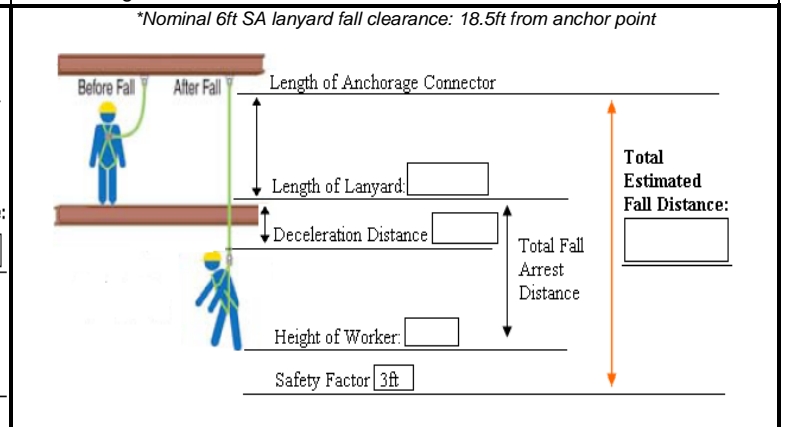 *Nominal 6ft SA lanyard fall clearance: 18.5ft from anchor point
Before Fall
After Fall
Length of Anchorage Connector
Length of Lanyard:
Deceleration Distance
Total Fall
Arrest
Distance
Height of Worker:
Safety Factor 3ft
Total
Estimated
Fall Distance: